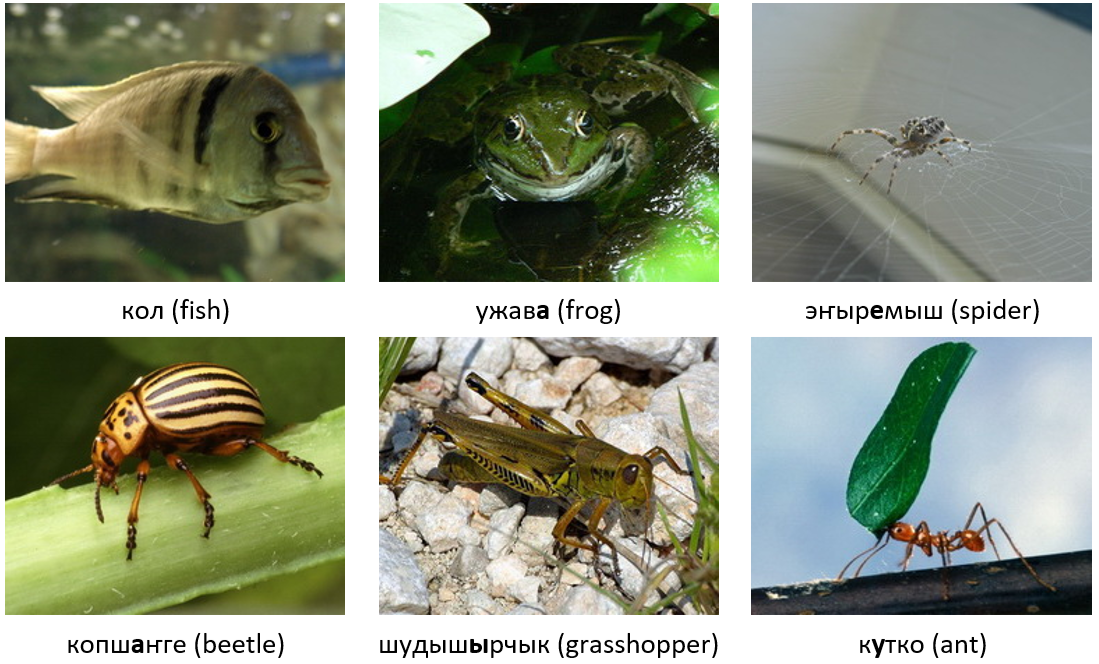 кол (fish)
ужава (frog)
эҥыремыш (spider)
копшаҥге (beetle)
шудышырчык (grasshopper)
кутко (ant)